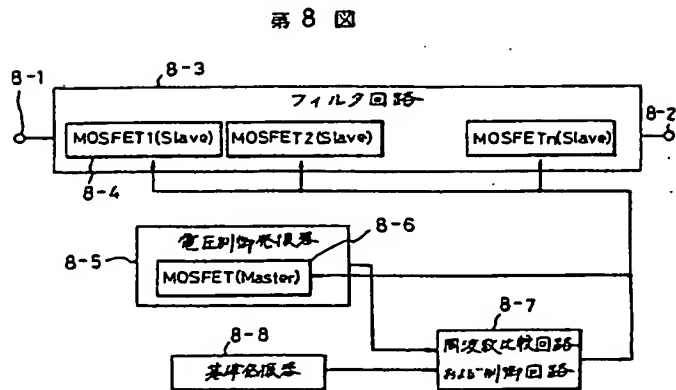 第8図
8-1
8-3
フィルタ回路
8-2
MOSFET1(Slave)
MOSFET2(Slave)
MOSFETn(Slave)
8-4
電圧制御発振器
8-6
8-5
MOSFET(Master)
8-7
8-8
周波数比較回路
および制御回路
基準発振器